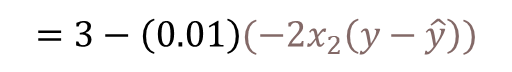 = 3 − (0.01)(−2x₂(y − ŷ))